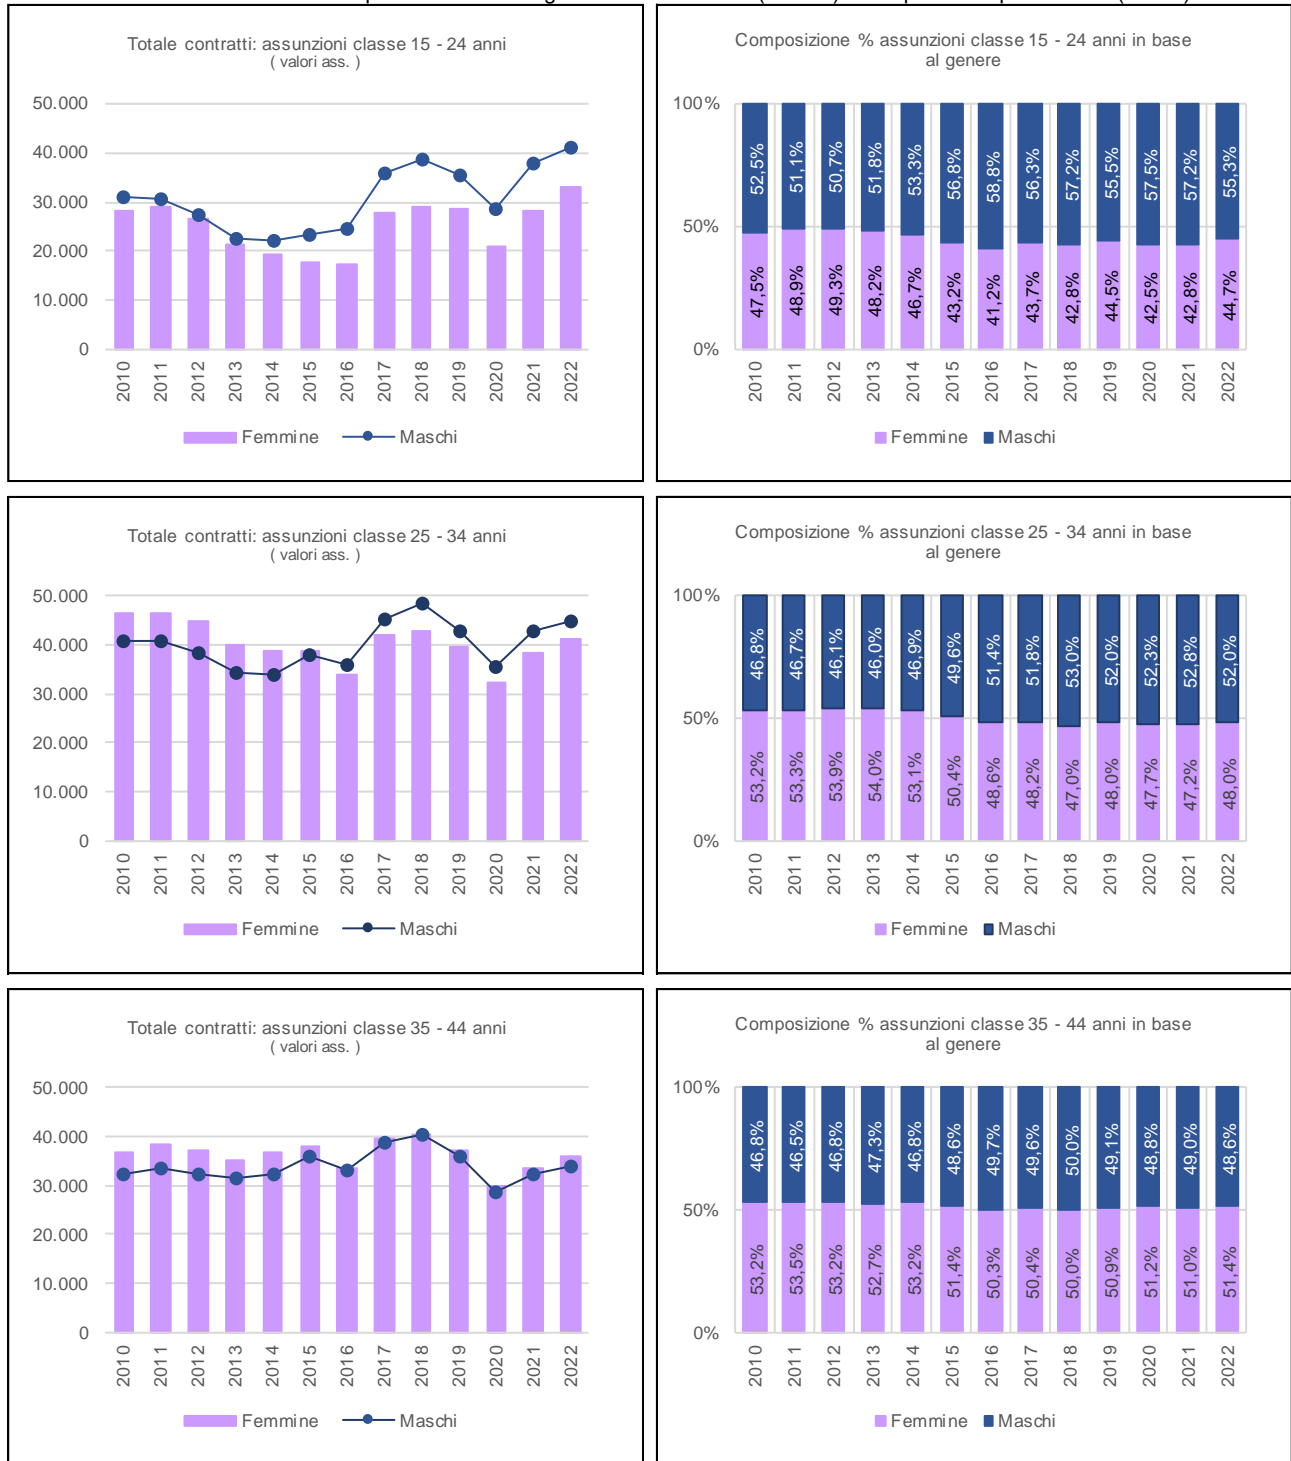 Totale contratti: assunzioni classe 15 - 24 anni
( valori ass. )
50.000
40.000
30.000
20.000
10.000
0
2010 2011 2012 2013 2014 2015 2016 2017 2018 2019 2020 2021 2022
Femmine Maschi
Composizione % assunzioni classe 15 - 24 anni in base
al genere
100%
50%
0%
52,5% 51,1% 50,7% 51,8% 53,3% 56,8% 58,8% 56,3% 57,2% 55,5% 57,5% 57,2% 55,3%
47,5% 48,9% 49,3% 48,2% 46,7% 43,2% 41,2% 43,7% 42,8% 44,5% 42,5% 42,8% 44,7%
2010 2011 2012 2013 2014 2015 2016 2017 2018 2019 2020 2021 2022
Femmine Maschi
Totale contratti: assunzioni classe 25 - 34 anni
( valori ass. )
50.000
40.000
30.000
20.000
10.000
0
2010 2011 2012 2013 2014 2015 2016 2017 2018 2019 2020 2021 2022
Femmine Maschi
Composizione % assunzioni classe 25 - 34 anni in base
al genere
100%
50%
0%
46,8% 46,7% 46,1% 46,0% 46,9% 49,6% 51,4% 51,8% 53,0% 52,0% 52,3% 52,8% 52,0%
53,2% 53,3% 53,9% 54,0% 53,1% 50,4% 48,6% 48,2% 47,0% 48,0% 47,7% 47,2% 48,0%
2010 2011 2012 2013 2014 2015 2016 2017 2018 2019 2020 2021 2022
Femmine Maschi
Totale contratti: assunzioni classe 35 - 44 anni
( valori ass. )
50.000
40.000
30.000
20.000
10.000
0
2010 2011 2012 2013 2014 2015 2016 2017 2018 2019 2020 2021 2022
Femmine Maschi
Composizione % assunzioni classe 35 - 44 anni in base
al genere
100%
50%
0%
46,8% 46,5% 46,8% 47,3% 46,8% 48,6% 49,7% 49,6% 50,0% 49,1% 48,8% 49,0% 48,6%
53,2% 53,5% 53,2% 52,7% 53,2% 51,4% 50,3% 50,4% 50,0% 50,9% 51,2% 51,0% 51,4%
2010 2011 2012 2013 2014 2015 2016 2017 2018 2019 2020 2021 2022
Femmine Maschi